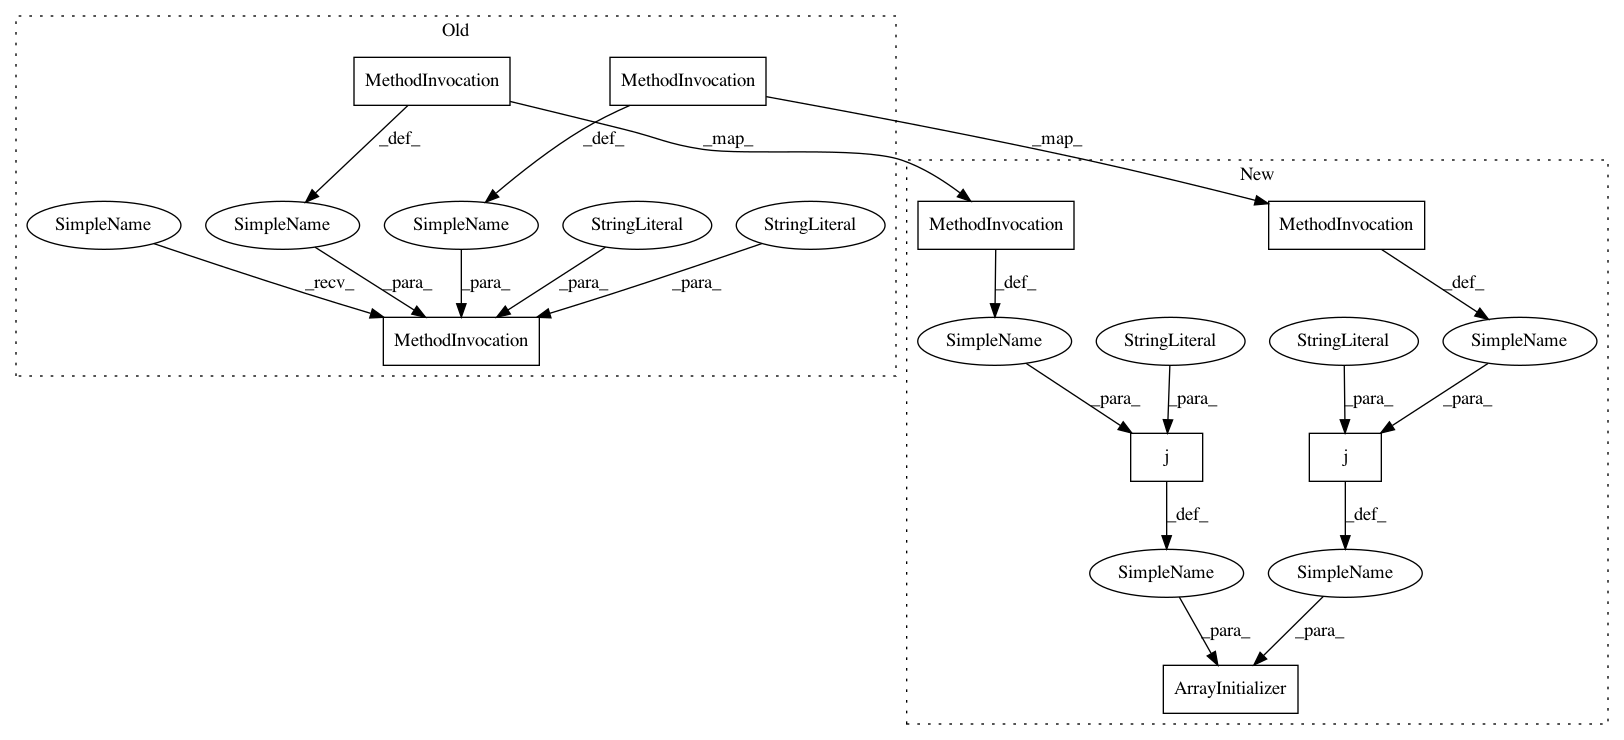 Old
MethodInvocation
MethodInvocation
_def_
_def_
_map_
_map_
New
SimpleName
SimpleName
SimpleName
StringLiteral
StringLiteral
MethodInvocation
MethodInvocation
_recv_
_para_
_para_
_para_
_para_
_def_
_def_
MethodInvocation
SimpleName
StringLiteral
StringLiteral
SimpleName
_para_
_para_
_para_
_para_
j
j
_def_
_def_
SimpleName
SimpleName
_para_
_para_
ArrayInitializer